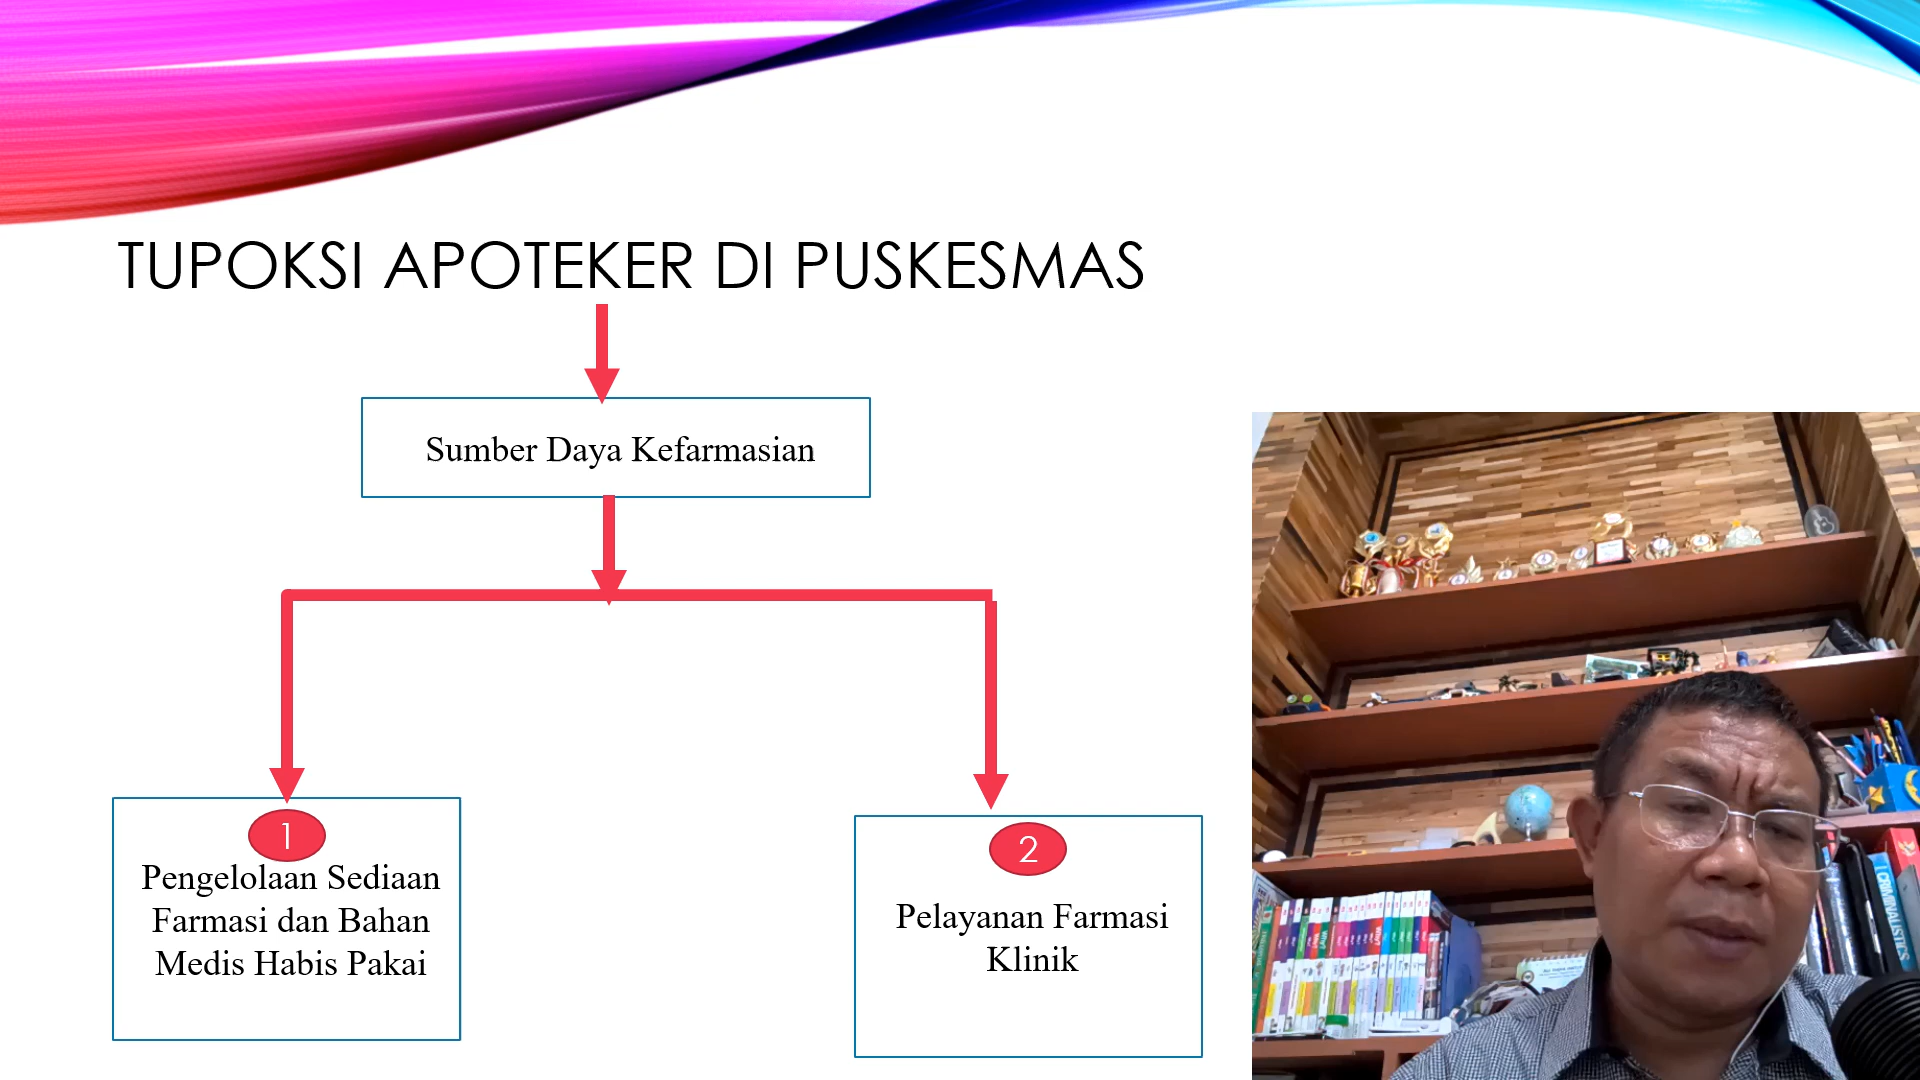 TUPOKSI APOTEKER DI PUSKESMAS
Sumber Daya Kefarmasian
1
Pengelolaan Sediaan
Farmasi dan Bahan
Medis Habis Pakai
2
Pelayanan Farmasi
Klinik
CRIMINALISTICS